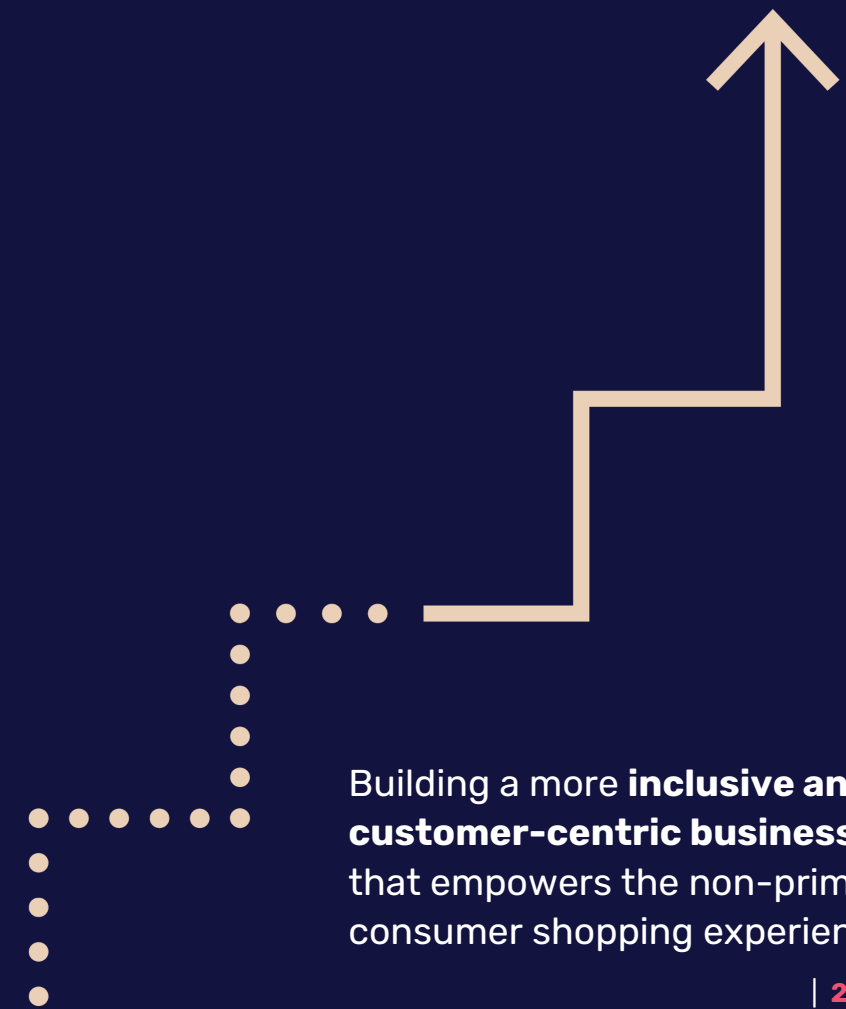 Building a more inclusive an
customer-centric business
that empowers the non-prim
consumer shopping experien
| 2